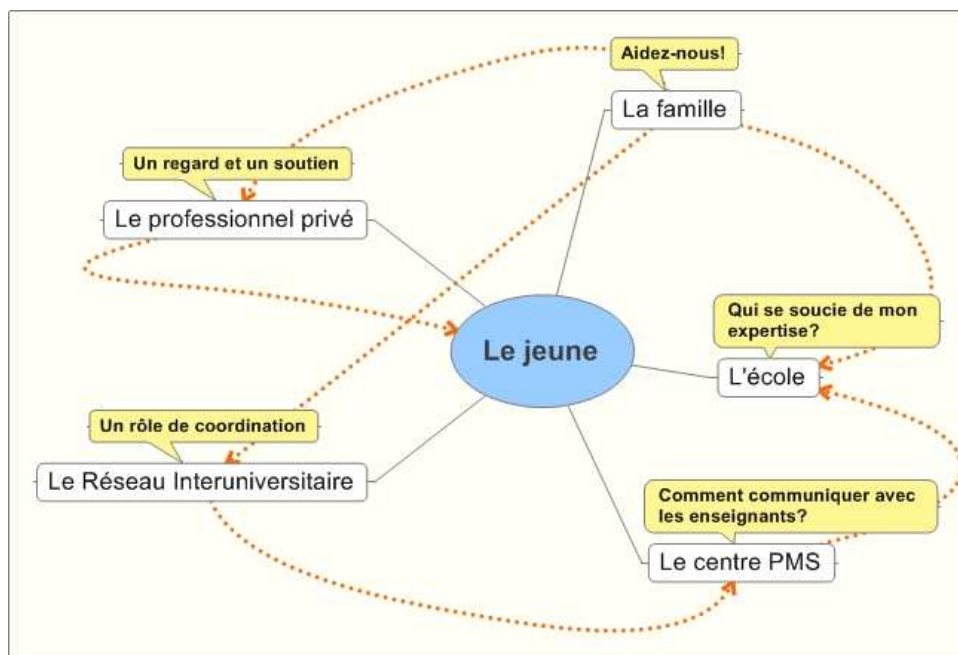 Aidez-nous!
La famille
Un regard et un soutien
Le professionnel privé
Qui se soucie de mon
expertise?
Le jeune
L'école
Un rôle de coordination
Le Réseau Interuniversitaire
Comment communiquer avec
les enseignants?
Le centre PMS